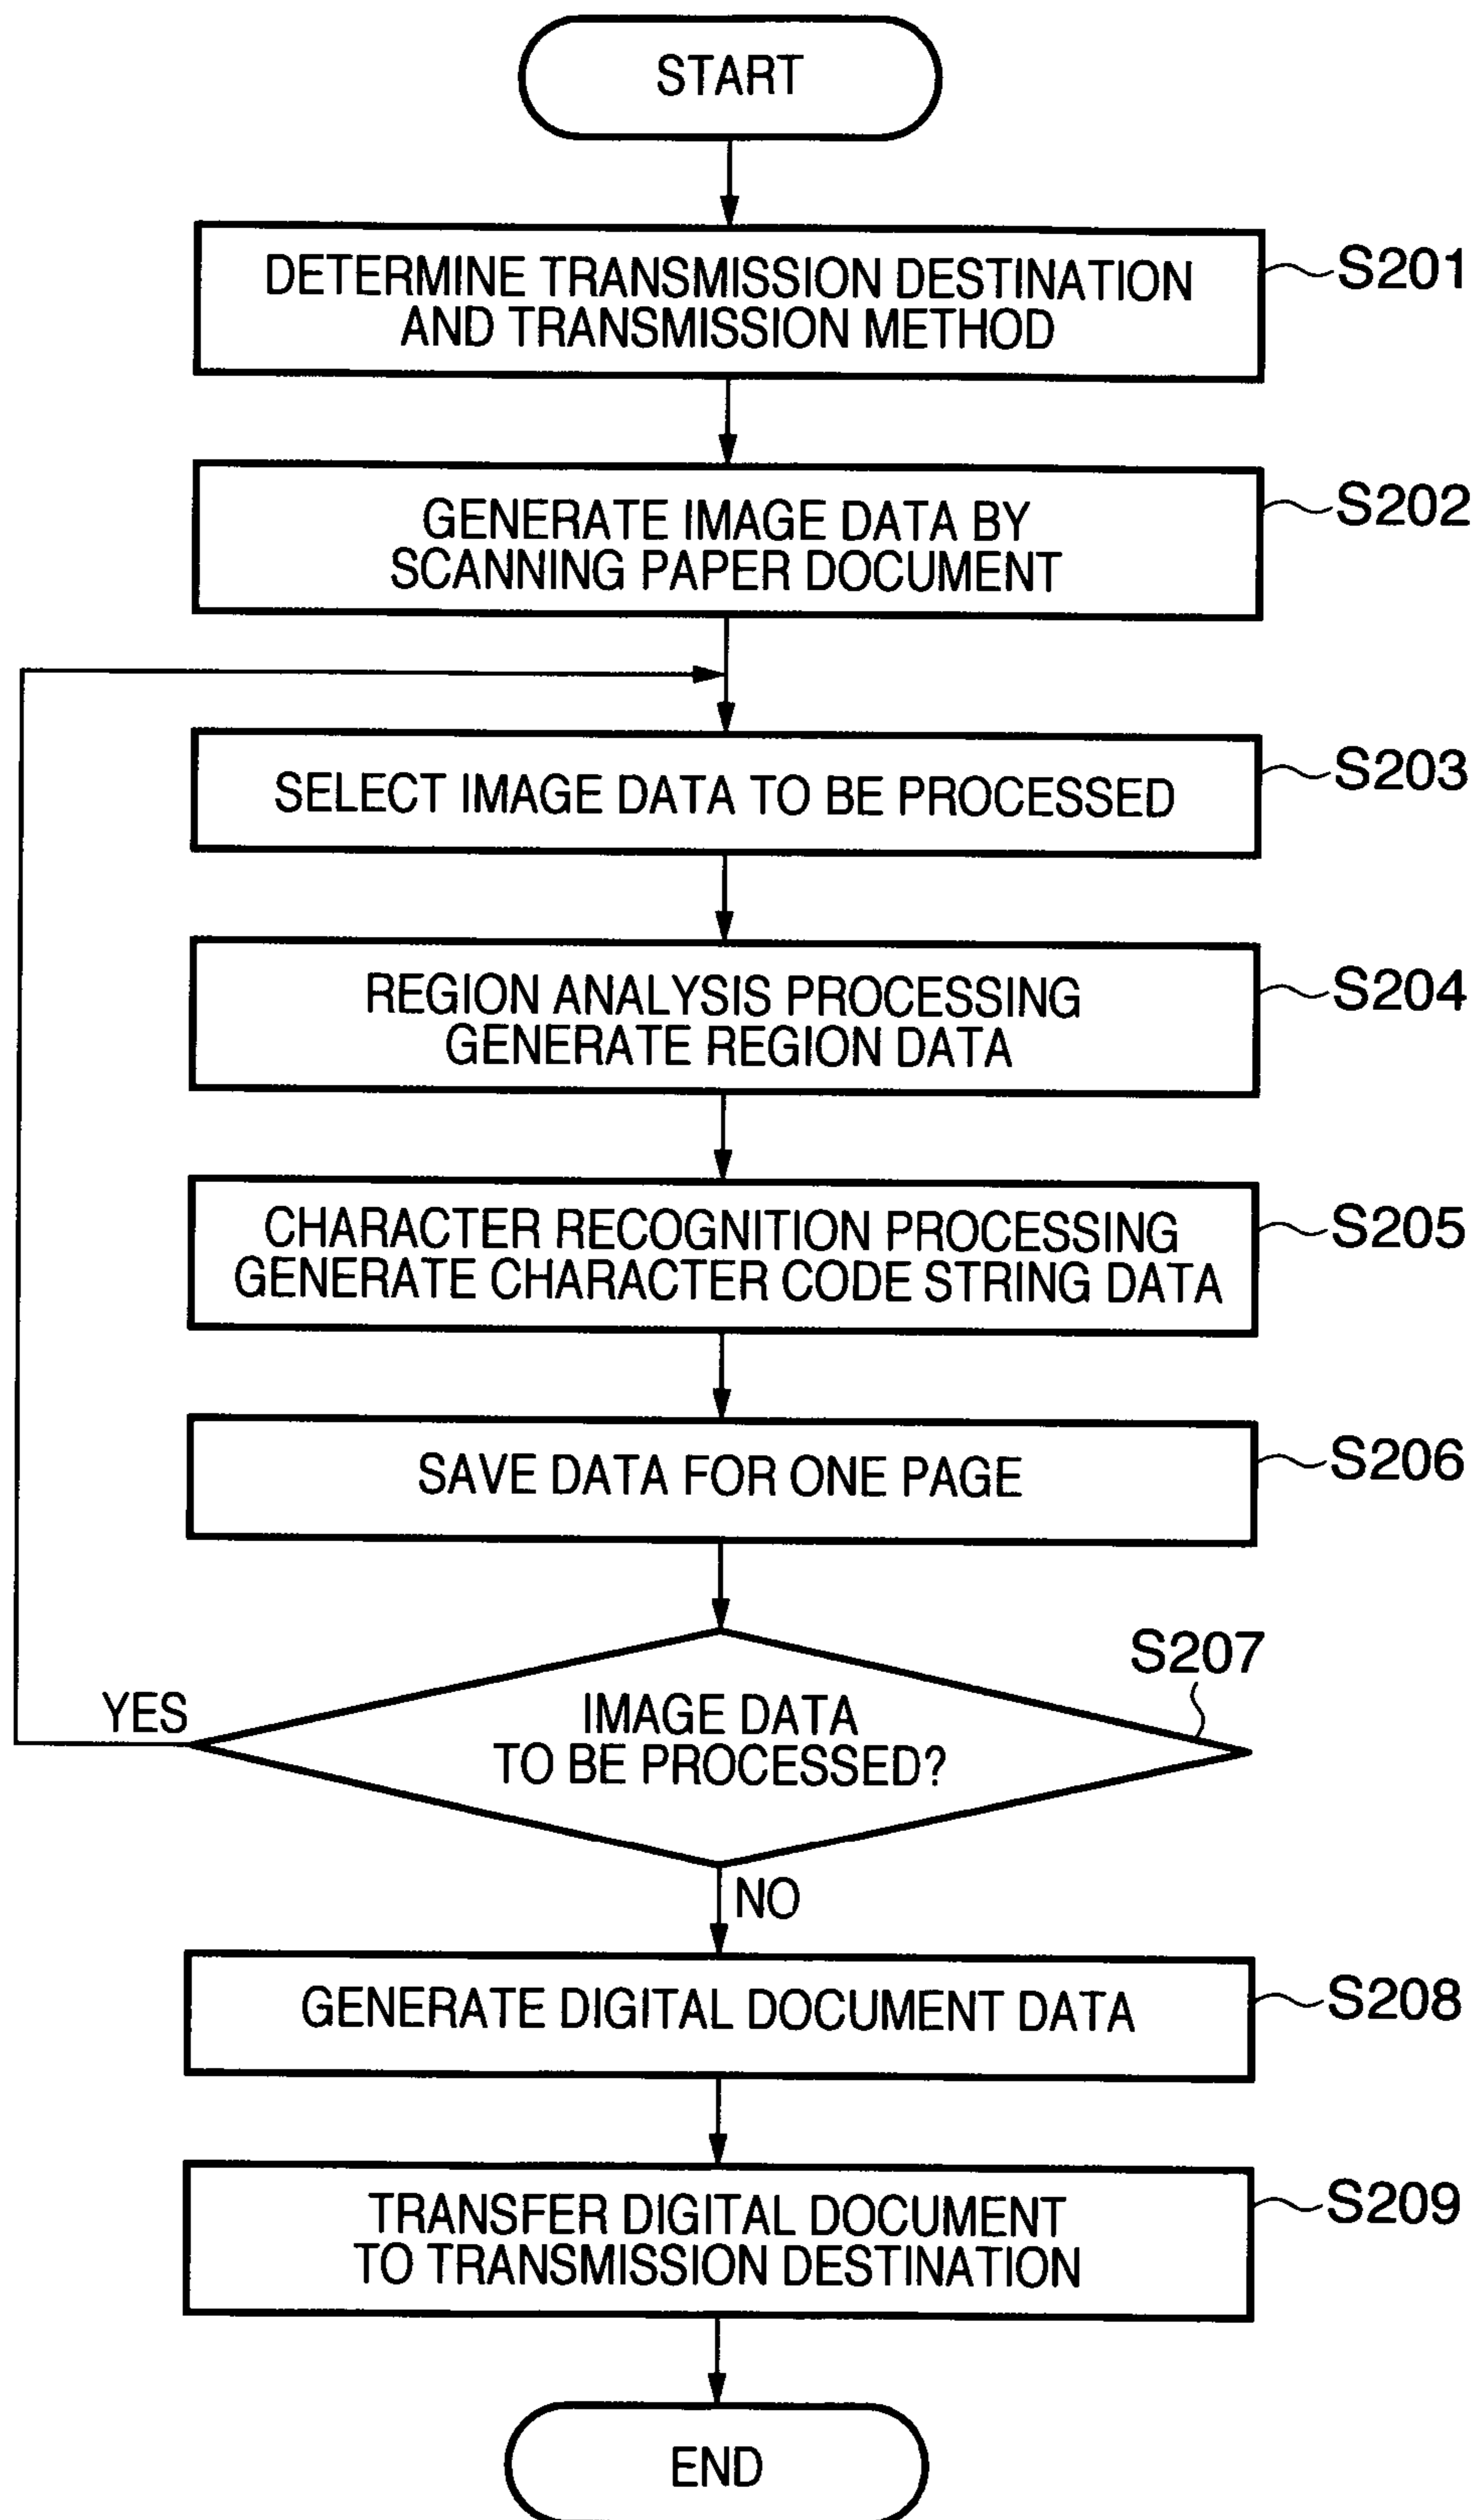 START
DETERMINE TRANSMISSION DESTINATION
AND TRANSMISSION METHOD
S201
GENERATE IMAGE DATA BY
SCANNING PAPER DOCUMENT
S202
SELECT IMAGE DATA TO BE PROCESSED
S203
REGION ANALYSIS PROCESSING
GENERATE REGION DATA
S204
CHARACTER RECOGNITION PROCESSING
GENERATE CHARACTER CODE STRING DATA
S205
SAVE DATA FOR ONE PAGE
S206
S207
YES
IMAGE DATA
TO BE PROCESSED?
NO
GENERATE DIGITAL DOCUMENT DATA
S208
TRANSFER DIGITAL DOCUMENT
TO TRANSMISSION DESTINATION
S209
END